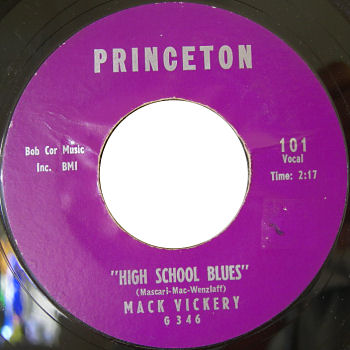 PRINCETON
Bob Cor Music
Inc. BMI
101
Vocal
Time: 2:17
"HIGH SCHOOL BLUES"
(Mascari-Mac-Wenzlaff)
MACK VICKERY
G 346